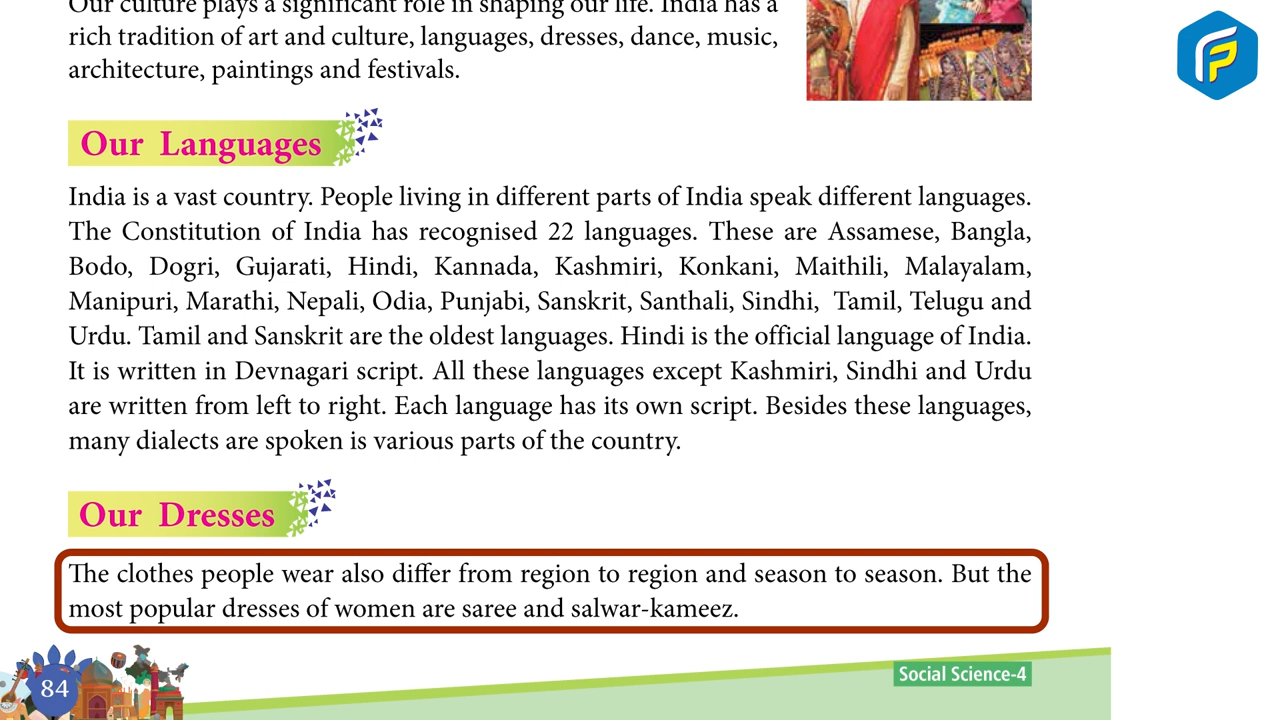 Our culture plays a significant role in shaping our life. India has a
rich tradition of art and culture, languages, dresses, dance, music,
architecture, paintings and festivals.
Our Languages
India is a vast country. People living in different parts of India speak different languages.
The Constitution of India has recognised 22 languages. These are Assamese, Bangla,
Bodo, Dogri, Gujarati, Hindi, Kannada, Kashmiri, Konkani, Maithili, Malayalam,
Manipuri, Marathi, Nepali, Odia, Punjabi, Sanskrit, Santhali, Sindhi, Tamil, Telugu and
Urdu. Tamil and Sanskrit are the oldest languages. Hindi is the official language of India.
It is written in Devnagari script. All these languages except Kashmiri, Sindhi and Urdu
are written from left to right. Each language has its own script. Besides these languages,
many dialects are spoken is various parts of the country.
Our Dresses
The clothes people wear also differ from region to region and season to season. But the
most popular dresses of women are saree and salwar-kameez.
84
Social Science-4